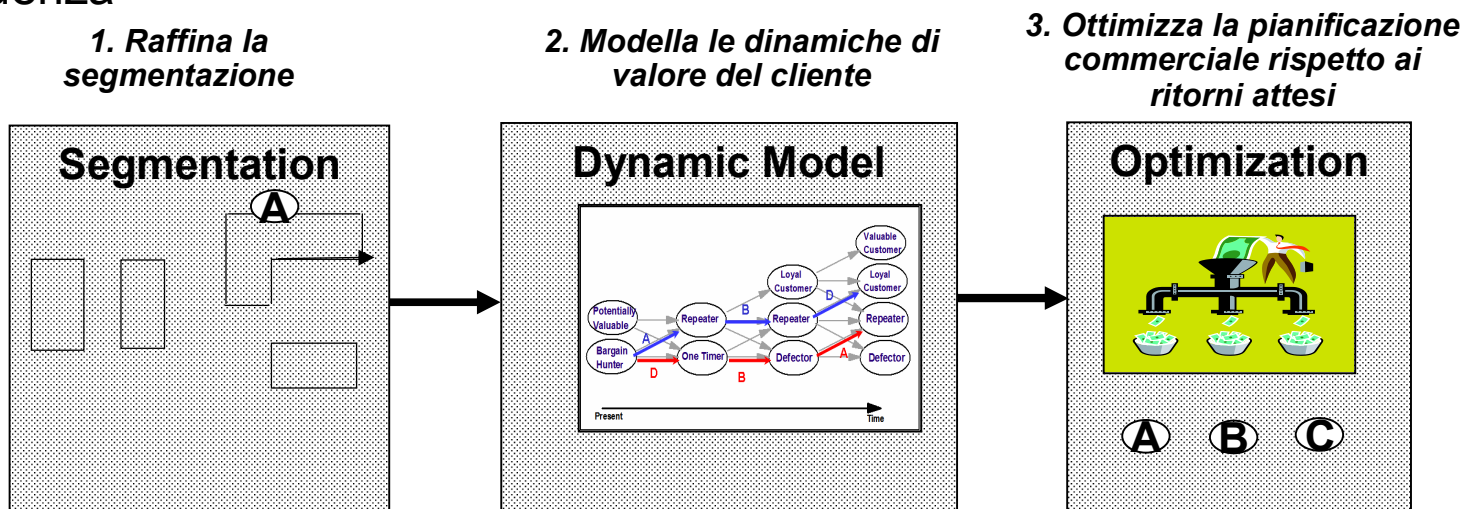 1. Raffina la
segmentazione
2. Modella le dinamiche di
valore del cliente
3. Ottimizza la pianificazione
commerciale rispetto ai
ritorni attesi
Segmentation
A
Dynamic Model
Valuable
Customer
Loyal
Customer
Loyal
Customer
D
B
Potentially
Valuable
Repeater
Repeater
Repeater
A
Bargain
Hunter
One Timer
Defector
A
Defector
D
B
Present
Time
Optimization
A B C